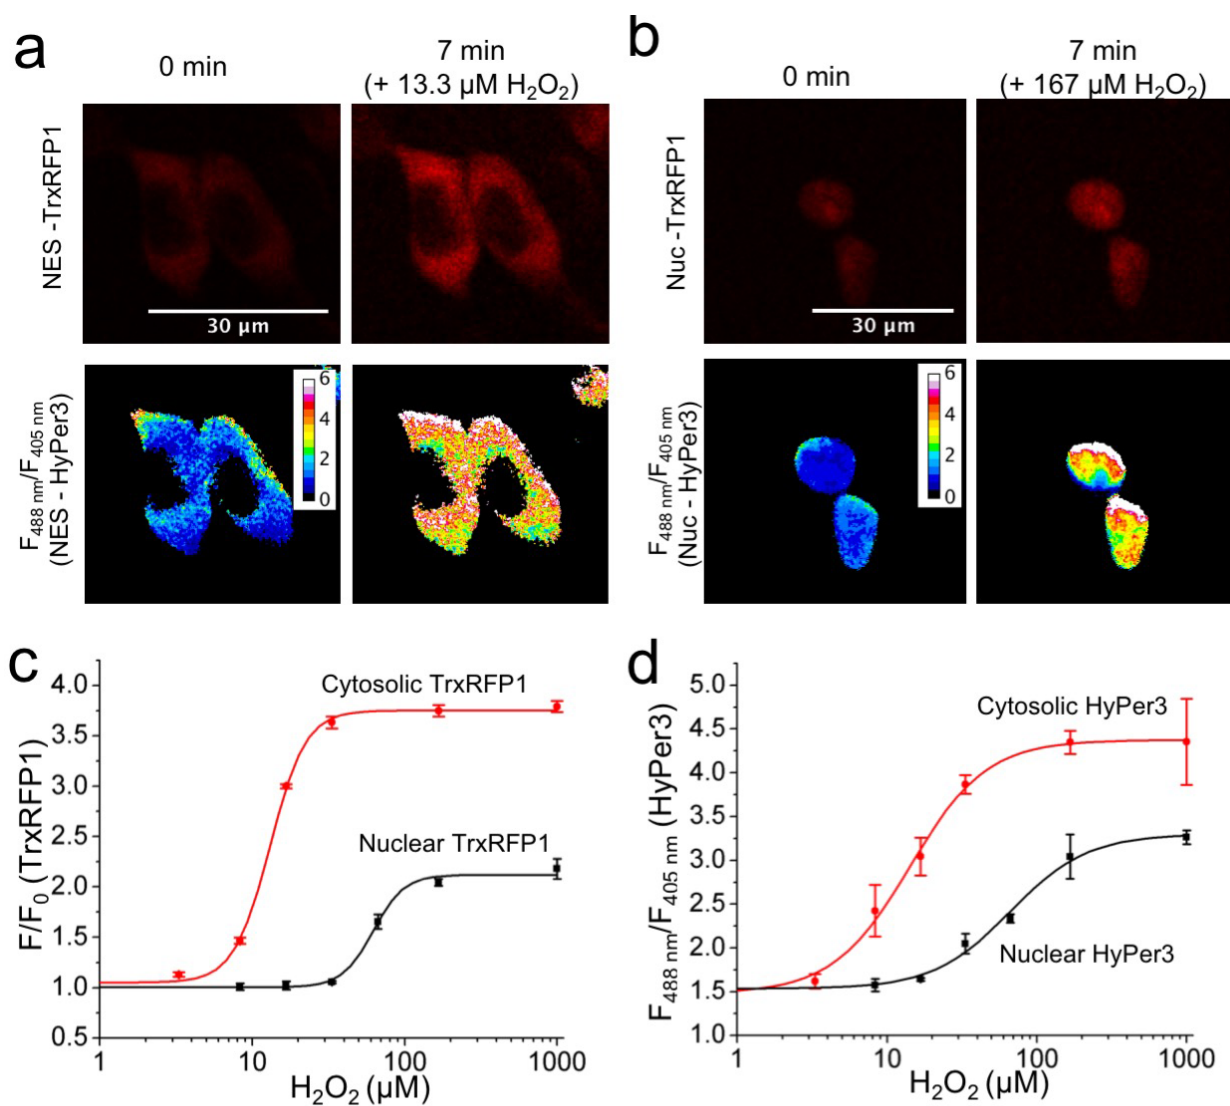 a
0 min
7 min
(+ 13.3 µM H₂O₂)
NES -TrxRFP1
30 µm
F₄₈₈ ₙₘ/F₄₀₅ ₙₘ
(NES - HyPer3)
6
4
2
0
b
0 min
7 min
(+ 167 µM H₂O₂)
Nuc -TrxRFP1
30 µm
F₄₈₈ ₙₘ/F₄₀₅ ₙₘ
(Nuc - HyPer3)
6
4
2
0
c
F/F₀ (TrxRFP1)
4.0
3.5
3.0
2.5
2.0
1.5
1.0
0.5
Cytosolic TrxRFP1
Nuclear TrxRFP1
1
10
100
1000
H₂O₂ (µM)
d
F₄₈₈ ₙₘ/F₄₀₅ ₙₘ (HyPer3)
5.0
4.5
4.0
3.5
3.0
2.5
2.0
1.5
1.0
Cytosolic HyPer3
Nuclear HyPer3
1
10
100
1000
H₂O₂ (µM)